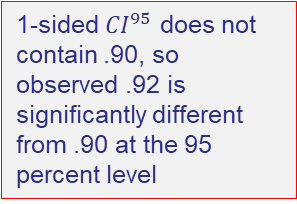 1-sided CI⁹⁵ does not
contain .90, so
observed .92 is
significantly different
from .90 at the 95
percent level